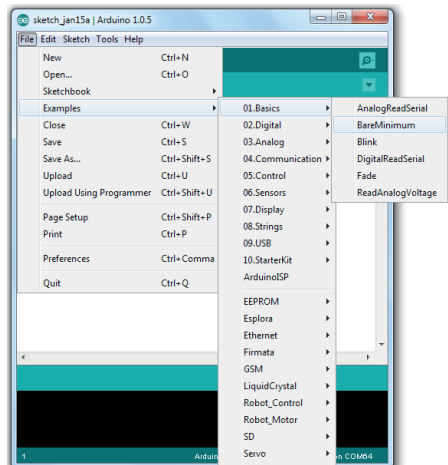 sketch_jan15a | Arduino 1.0.5
File Edit Sketch Tools Help
New Ctrl+N
Open... Ctrl+O
Sketchbook
Examples
Close Ctrl+W
Save Ctrl+S
Save As... Ctrl+Shift+S
Upload Ctrl+U
Upload Using Programmer Ctrl+Shift+U
Page Setup Ctrl+Shift+P
Print Ctrl+P
Preferences Ctrl+Comma
Quit Ctrl+Q
01.Basics
02.Digital
03.Analog
04.Communication
05.Control
06.Sensors
07.Display
08.Strings
09.USB
10.StarterKit
ArduinoISP
EEPROM
Esplora
Ethernet
Firmata
GSM
LiquidCrystal
Robot_Control
Robot_Motor
SD
Servo
AnalogReadSerial
BareMinimum
Blink
DigitalReadSerial
Fade
ReadAnalogVoltage
1 Arduin n COM64